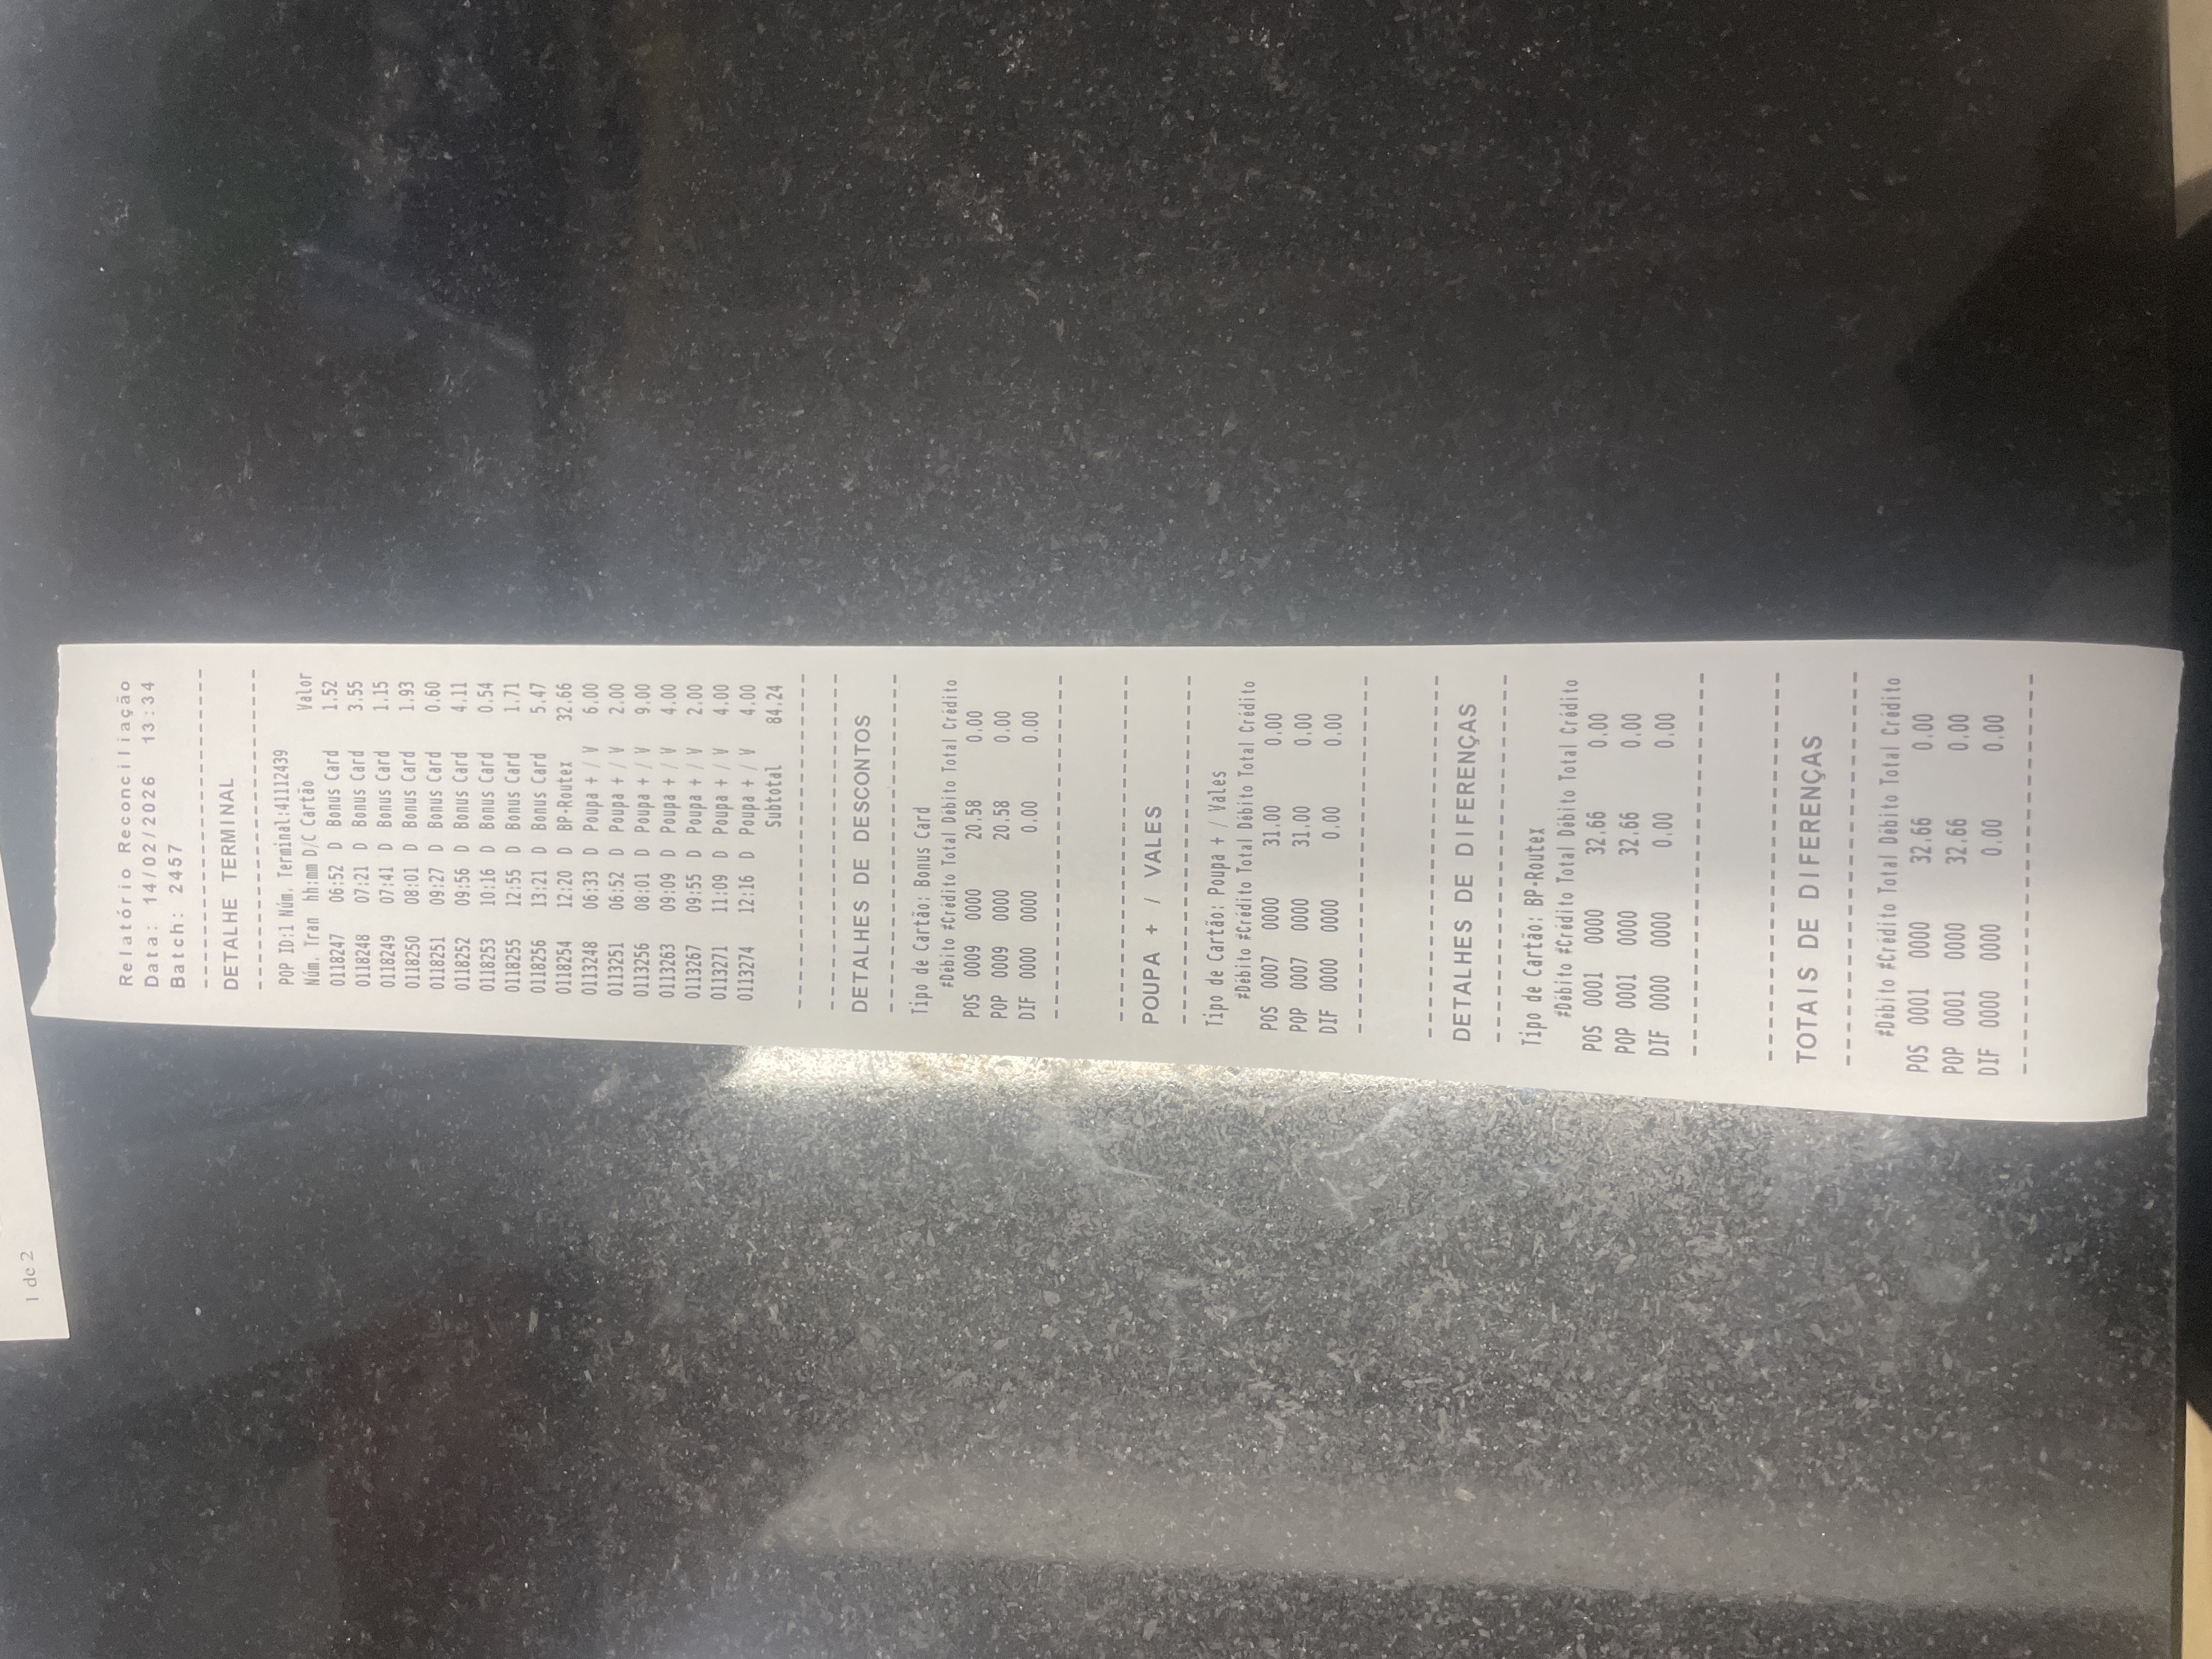 1 de 2
Relatório Reconciliação
Data: 14/02/2026 13:34
Batch: 2457
--------------------------------
DETALHE TERMINAL
--------------------------------
POP ID:1 Núm. Terminal:41112439
Núm. Tran hh:mm D/C Cartão Valor
0118247 06:52 D Bonus Card 1.52
0118248 07:21 D Bonus Card 3.55
0118249 07:41 D Bonus Card 1.15
0118250 08:01 D Bonus Card 1.93
0118251 09:27 D Bonus Card 0.60
0118252 09:56 D Bonus Card 4.11
0118253 10:16 D Bonus Card 0.54
0118255 12:55 D Bonus Card 1.71
0118256 13:21 D Bonus Card 5.47
0118254 12:20 D BP-Routex 32.66
0113248 06:33 D Poupa + / V 6.00
0113251 06:52 D Poupa + / V 2.00
0113256 08:01 D Poupa + / V 9.00
0113263 09:09 D Poupa + / V 4.00
0113267 09:55 D Poupa + / V 2.00
0113271 11:09 D Poupa + / V 4.00
0113274 12:16 D Poupa + / V 4.00
Subtotal 84.24
--------------------------------
--------------------------------
DETALHES DE DESCONTOS
--------------------------------
Tipo de Cartão: Bonus Card
#Débito #Crédito Total Débito Total Crédito
POS 0009 0000 20.58 0.00
POP 0009 0000 20.58 0.00
DIF 0000 0000 0.00 0.00
--------------------------------
--------------------------------
POUPA + / VALES
--------------------------------
Tipo de Cartão: Poupa + / Vales
#Débito #Crédito Total Débito Total Crédito
POS 0007 0000 31.00 0.00
POP 0007 0000 31.00 0.00
DIF 0000 0000 0.00 0.00
--------------------------------
--------------------------------
DETALHES DE DIFERENÇAS
--------------------------------
Tipo de Cartão: BP-Routex
#Débito #Crédito Total Débito Total Crédito
POS 0001 0000 32.66 0.00
POP 0001 0000 32.66 0.00
DIF 0000 0000 0.00 0.00
--------------------------------
--------------------------------
TOTAIS DE DIFERENÇAS
--------------------------------
#Débito #Crédito Total Débito Total Crédito
POS 0001 0000 32.66 0.00
POP 0001 0000 32.66 0.00
DIF 0000 0000 0.00 0.00
--------------------------------